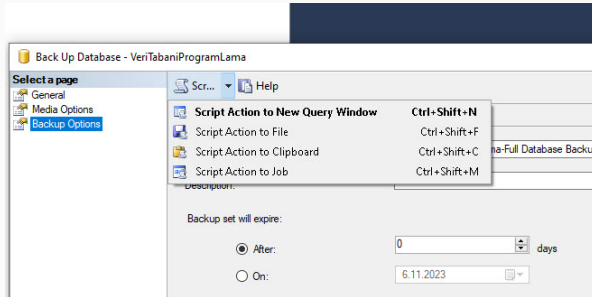 Back Up Database - VeriTabaniProgramLama
Select a page
General
Media Options
Backup Options
Scr... Help
Script Action to New Query Window Ctrl+Shift+N
Script Action to File Ctrl+Shift+F
Script Action to Clipboard Ctrl+Shift+C
Script Action to Job Ctrl+Shift+M
-Full Database
Description:
Backup set will expire:
After: 0 days
On: 6.11.2023